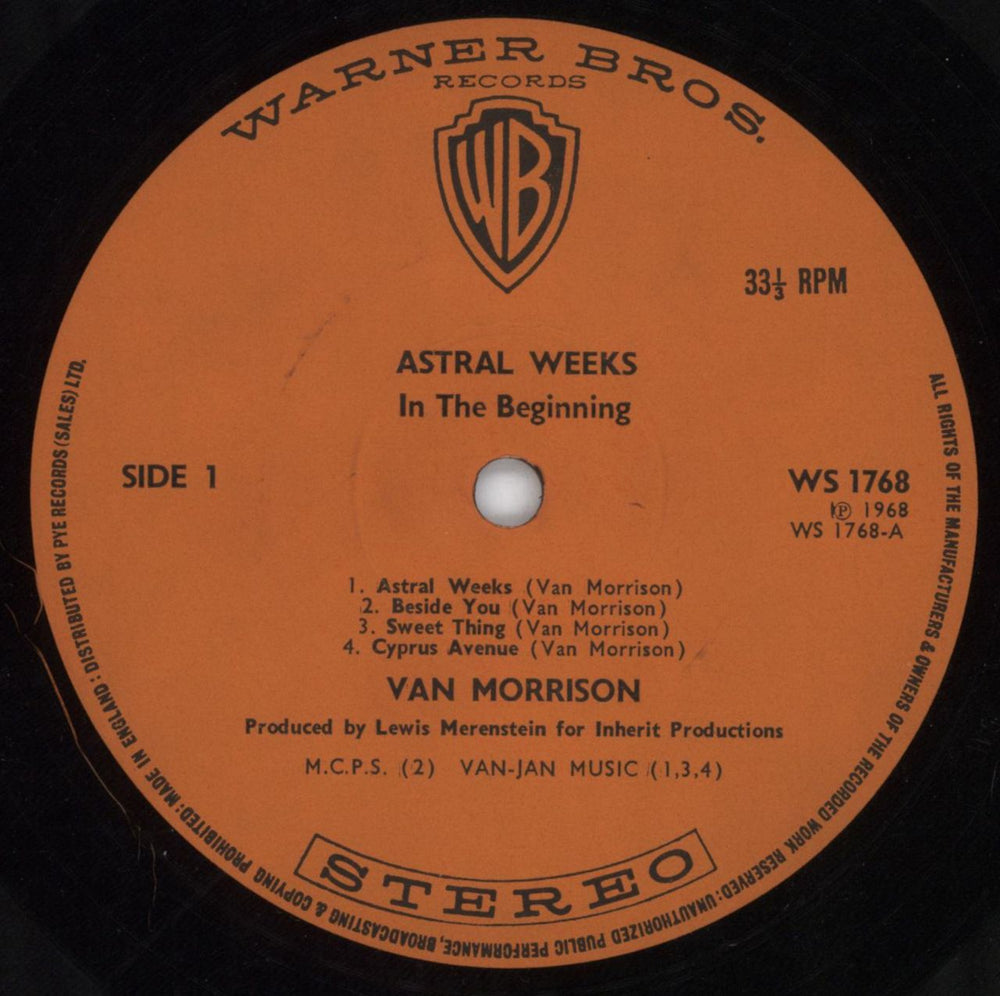 WARNER BROS.
RECORDS
WB
33⅓ RPM
ASTRAL WEEKS
In The Beginning
SIDE 1
WS 1768
Ⓟ 1968
WS 1768-A
1. Astral Weeks (Van Morrison)
2. Beside You (Van Morrison)
3. Sweet Thing (Van Morrison)
4. Cyprus Avenue (Van Morrison)
VAN MORRISON
Produced by Lewis Merenstein for Inherit Productions
M.C.P.S. (2) VAN-JAN MUSIC (1,3,4)
STEREO
ALL RIGHTS OF THE MANUFACTURERS & OWNERS OF THE RECORDED WORK RESERVED: UNAUTHORIZED PUBLIC PERFORMANCE, BROADCASTING & COPYING PROHIBITED: MADE IN ENGLAND: DISTRIBUTED BY PYE RECORDS (SALES) LTD.